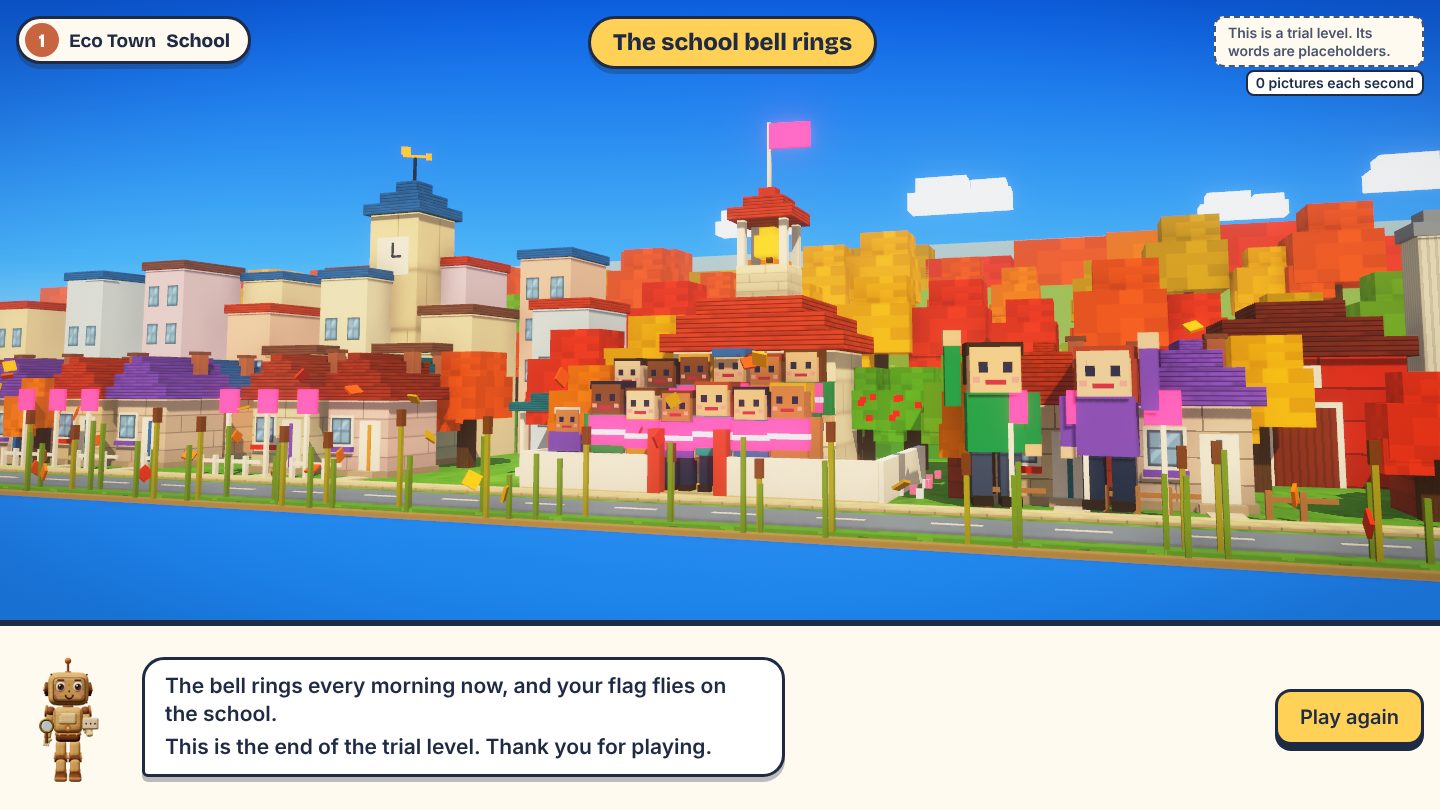 1 Eco Town School
The school bell rings
This is a trial level. Its
words are placeholders.
0 pictures each second
The bell rings every morning now, and your flag flies on
the school.
This is the end of the trial level. Thank you for playing.
Play again